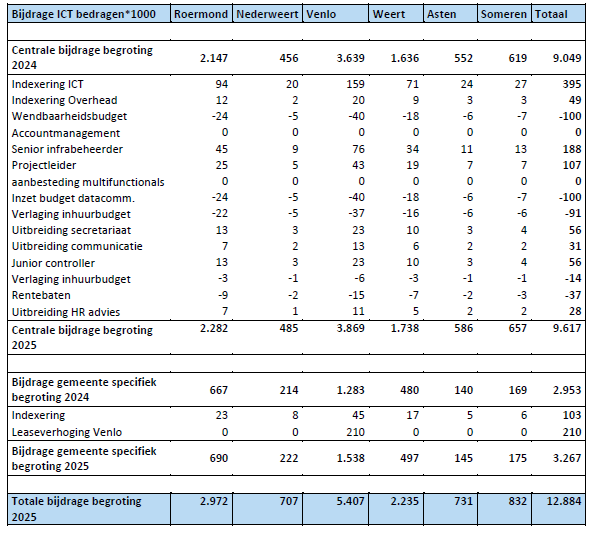 Bijdrage ICT bedragen*1000 Roermond Nederweert Venlo Weert Asten Someren Totaal
Centrale bijdrage begroting
2024 2.147 456 3.639 1.636 552 619 9.049
Indexering ICT 94 20 159 71 24 27 395
Indexering Overhead 12 2 20 9 3 3 49
Wendbaarheidsbudget -24 -5 -40 -18 -6 -7 -100
Accountmanagement 0 0 0 0 0 0 0
Senior infrabeheerder 45 9 76 34 11 13 188
Projectleider 25 5 43 19 7 7 107
aanbesteding multifunctionals 0 0 0 0 0 0 0
Inzet budget datacomm. -24 -5 -40 -18 -6 -7 -100
Verlaging inhuurbudget -22 -5 -37 -16 -6 -6 -91
Uitbreiding secretariaat 13 3 23 10 3 4 56
Uitbreiding communicatie 7 2 13 6 2 2 31
Junior controller 13 3 23 10 3 4 56
Verlaging inhuurbudget -3 -1 -6 -3 -1 -1 -14
Rentebaten -9 -2 -15 -7 -2 -3 -37
Uitbreiding HR advies 7 1 11 5 2 2 28
Centrale bijdrage begroting
2025 2.282 485 3.869 1.738 586 657 9.617
Bijdrage gemeente specifiek
begroting 2024 667 214 1.283 480 140 169 2.953
Indexering 23 8 45 17 5 6 103
Leaseverhoging Venlo 0 0 210 0 0 0 210
Bijdrage gemeente specifiek
begroting 2025 690 222 1.538 497 145 175 3.267
Totale bijdrage begroting
2025 2.972 707 5.407 2.235 731 832 12.884